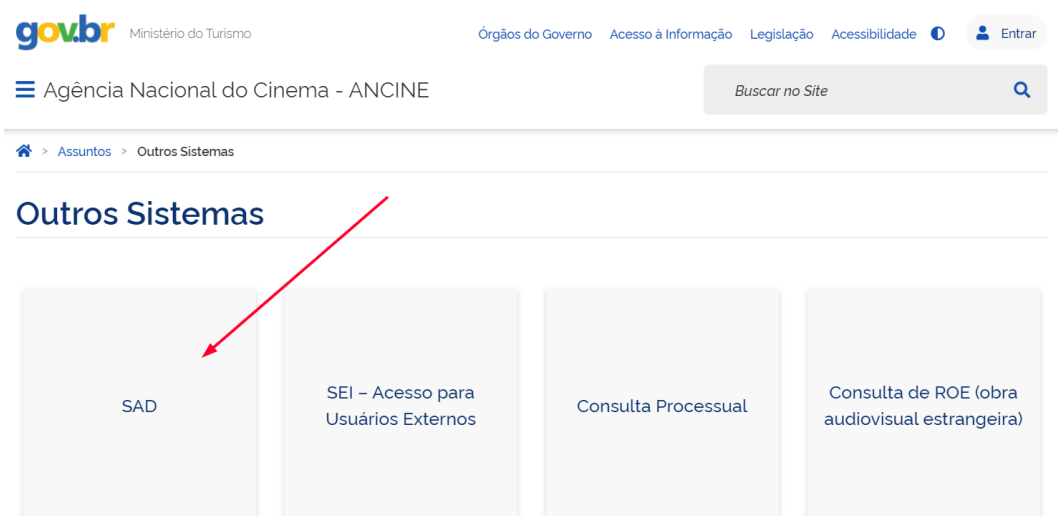 gov.br Ministério do Turismo Órgãos do Governo Acesso à Informação Legislação Acessibilidade Entrar
Agência Nacional do Cinema - ANCINE Buscar no Site
> Assuntos > Outros Sistemas
Outros Sistemas
SAD
SEI – Acesso para
Usuários Externos
Consulta Processual
Consulta de ROE (obra
audiovisual estrangeira)